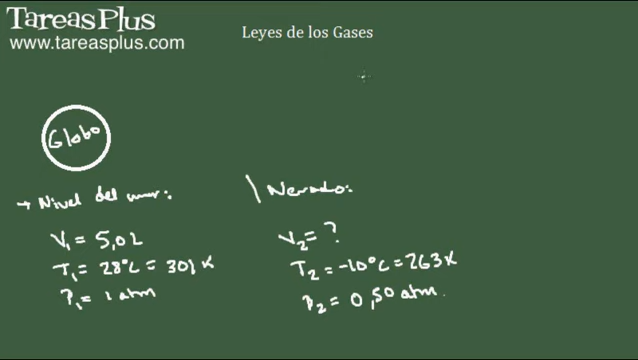 TareasPlus
www.tareasplus.com
Leyes de los Gases
Globo
→ Nivel del mar:
V₁ = 5,0 L
T₁ = 28°C = 301 K
P₁ = 1 atm
\ Nevado:
V₂ = ?
T₂ = -10°C = 263 K
P₂ = 0,50 atm.